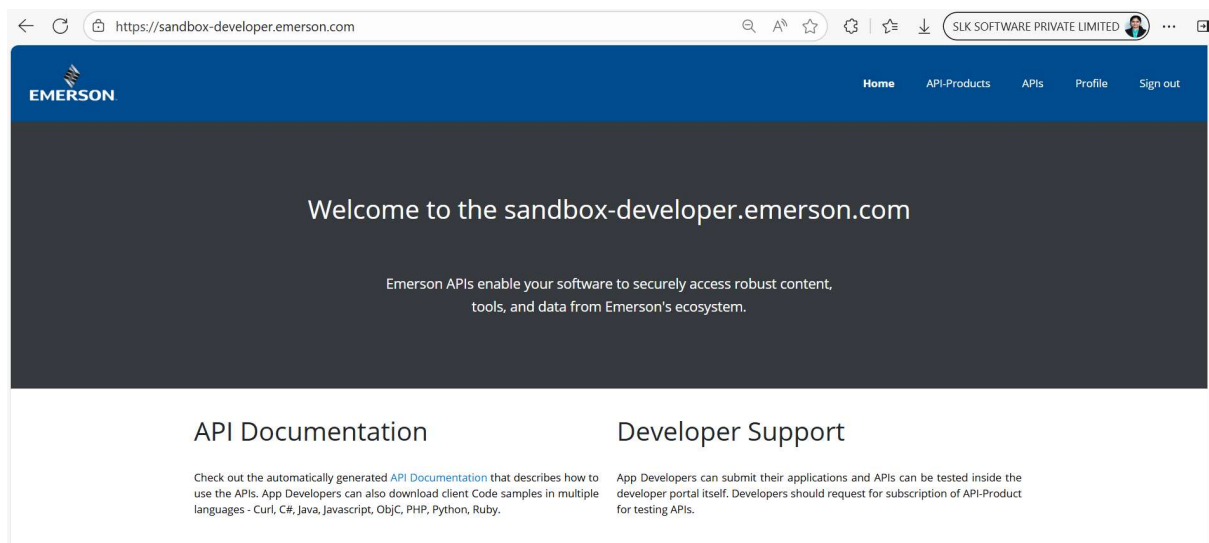 https://sandbox-developer.emerson.com
SLK SOFTWARE PRIVATE LIMITED
EMERSON
Home
API-Products
APIs
Profile
Sign out
Welcome to the sandbox-developer.emerson.com
Emerson APIs enable your software to securely access robust content,
tools, and data from Emerson's ecosystem.
API Documentation
Check out the automatically generated API Documentation that describes how to
use the APIs. App Developers can also download client Code samples in multiple
languages - Curl, C#, Java, Javascript, ObjC, PHP, Python, Ruby.
Developer Support
App Developers can submit their applications and APIs can be tested inside the
developer portal itself. Developers should request for subscription of API-Product
for testing APIs.